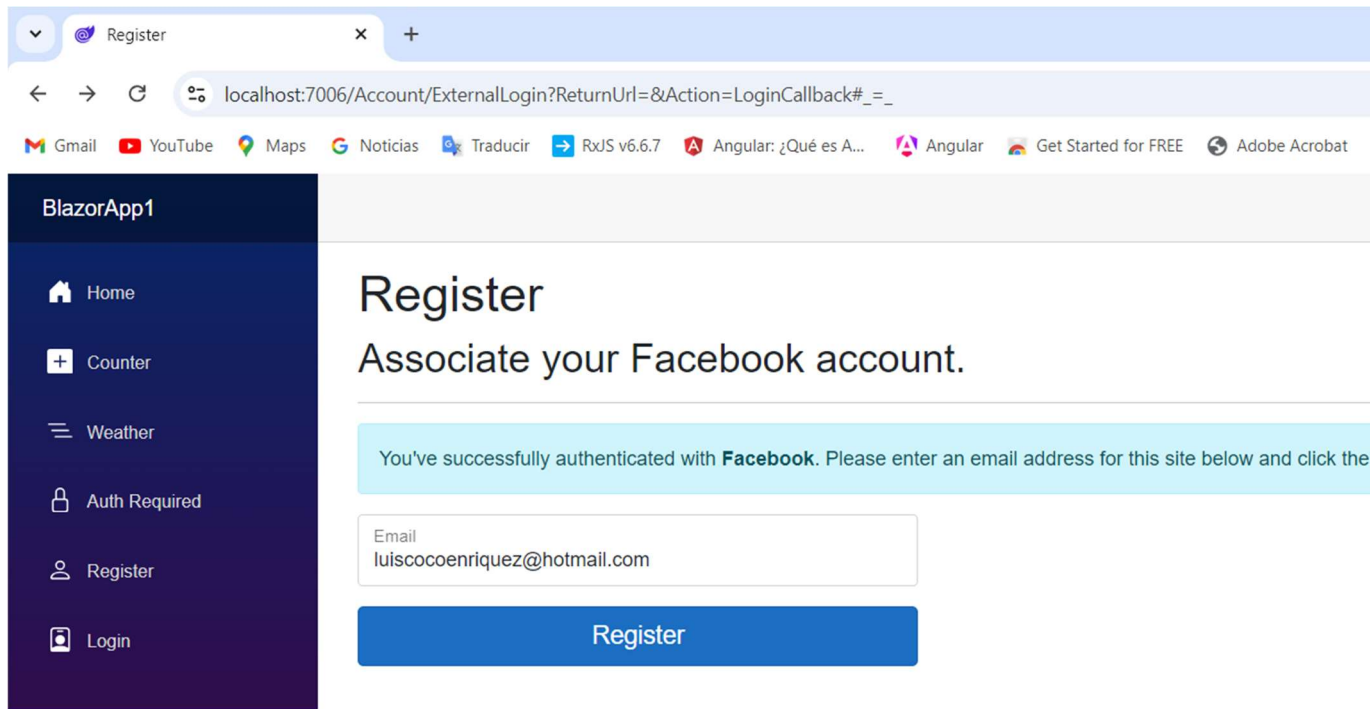 Register
localhost:7006/Account/ExternalLogin?ReturnUrl=&Action=LoginCallback#_=_
Gmail YouTube Maps Noticias Traducir RxJS v6.6.7 Angular: ¿Qué es A... Angular Get Started for FREE Adobe Acrobat
BlazorApp1
Home
Counter
Weather
Auth Required
Register
Login
Register
Associate your Facebook account.
You've successfully authenticated with Facebook. Please enter an email address for this site below and click the
Email
luiscocoenriquez@hotmail.com
Register